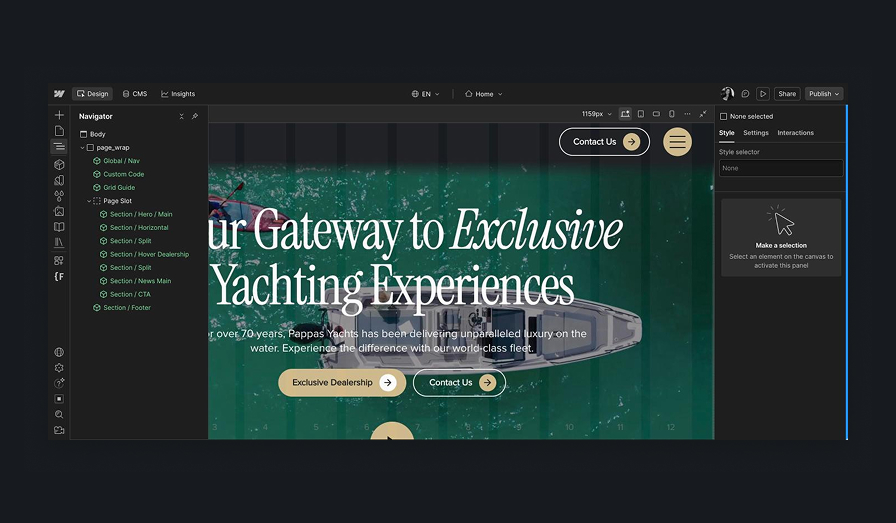 Design
CMS
Insights
EN
Home
Share
Publish
Navigator
Body
page_wrap
Global / Nav
Custom Code
Grid Guide
Page Slot
Section / Hero / Main
Section / Horizontal
Section / Split
Section / Hover Dealership
Section / Split
Section / News Main
Section / CTA
Section / Footer
1159px
Contact Us
ur Gateway to Exclusive
Yachting Experiences
r over 70 years, Pappas Yachts has been delivering unparalleled luxury on the
water. Experience the difference with our world-class fleet.
Exclusive Dealership
Contact Us
3 4 5 6 7 8 9 10 11 12
None selected
Style Settings Interactions
Style selector
None
Make a selection
Select an element on the canvas to
activate this panel